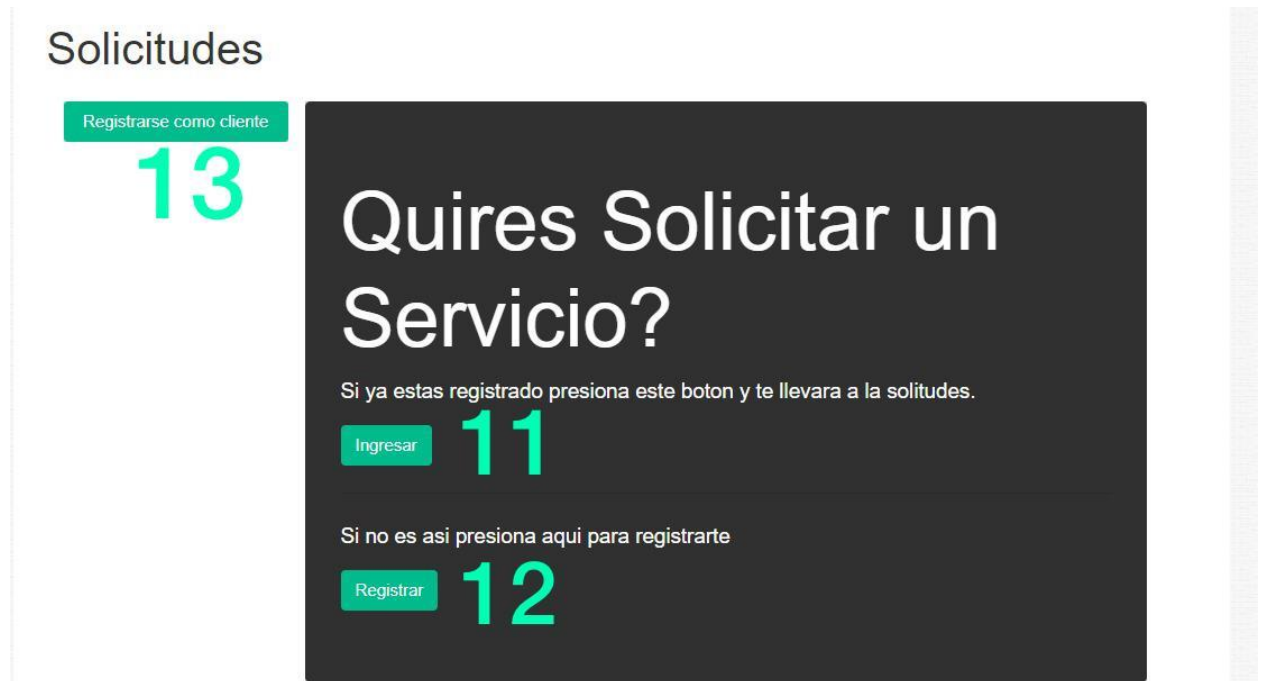 Solicitudes
Registrarse como cliente
13
Quires Solicitar un
Servicio?
Si ya estas registrado presiona este boton y te llevara a la solitudes.
Ingresar
11
Si no es asi presiona aqui para registrarte
Registrar
12